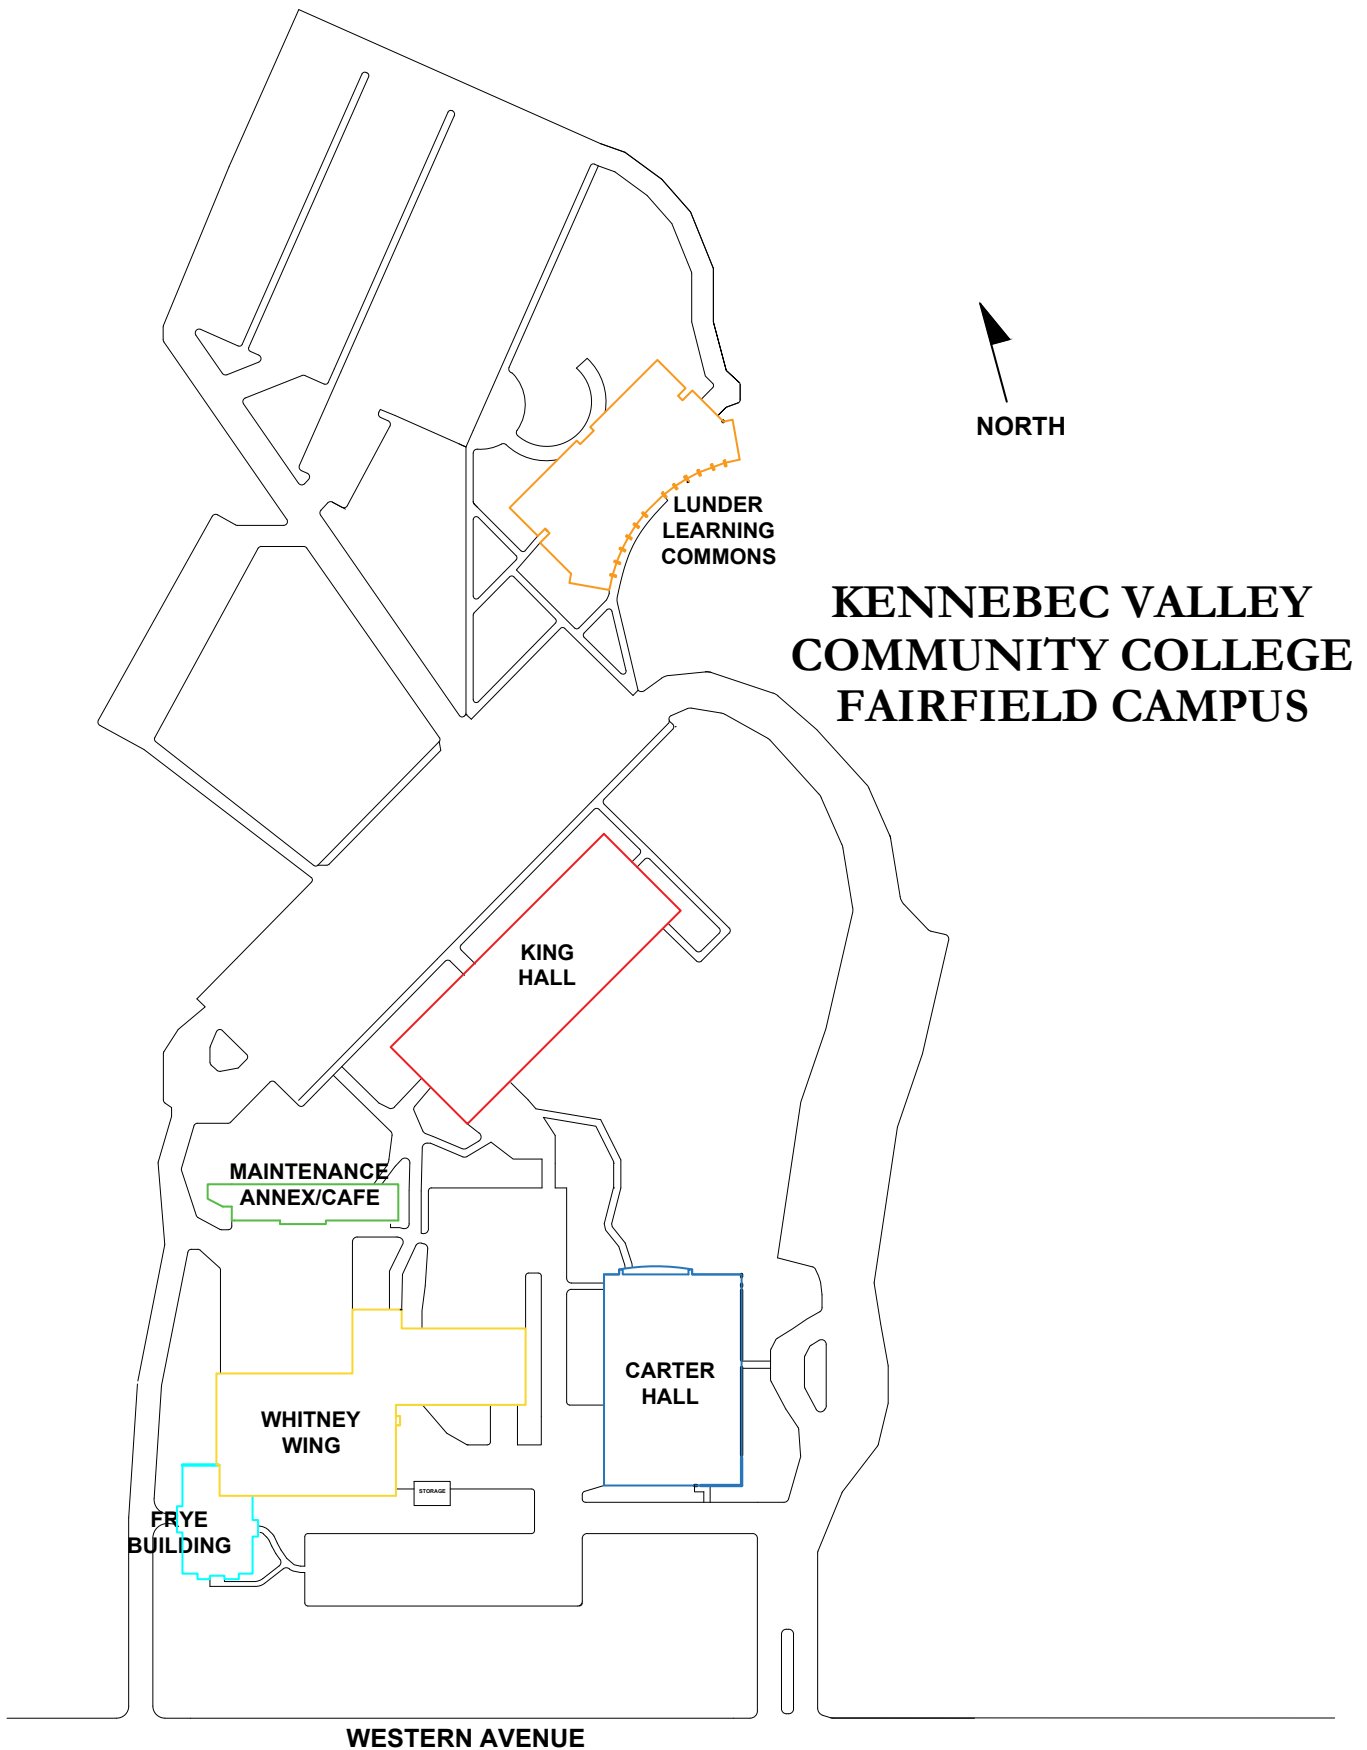 NORTH
LUNDER
LEARNING
COMMONS
KENNEBEC VALLEY
COMMUNITY COLLEGE
FAIRFIELD CAMPUS
KING
HALL
MAINTENANCE
ANNEX/CAFE
CARTER
HALL
WHITNEY
WING
STORAGE
FRYE
BUILDING
WESTERN AVENUE